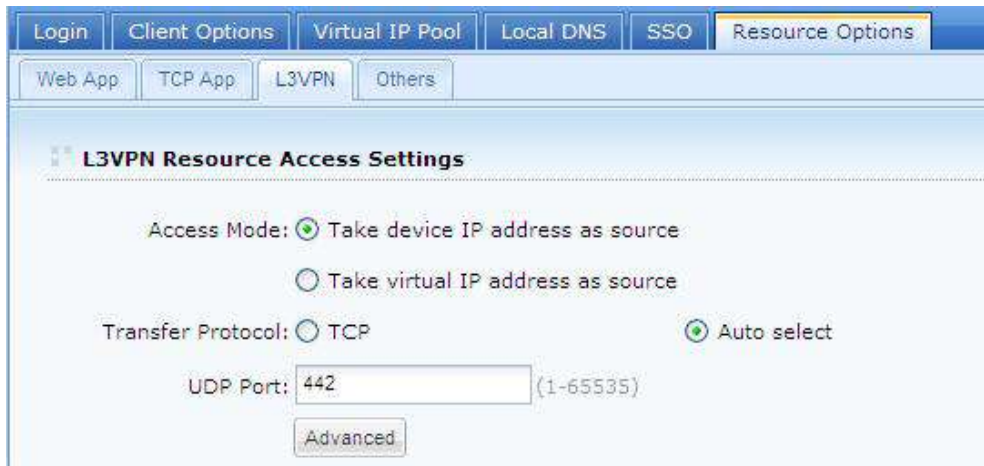 Login Client Options Virtual IP Pool Local DNS SSO Resource Options
Web App TCP App L3VPN Others
L3VPN Resource Access Settings
Access Mode: Take device IP address as source
Take virtual IP address as source
Transfer Protocol: TCP Auto select
UDP Port: 442 (1-65535)
Advanced